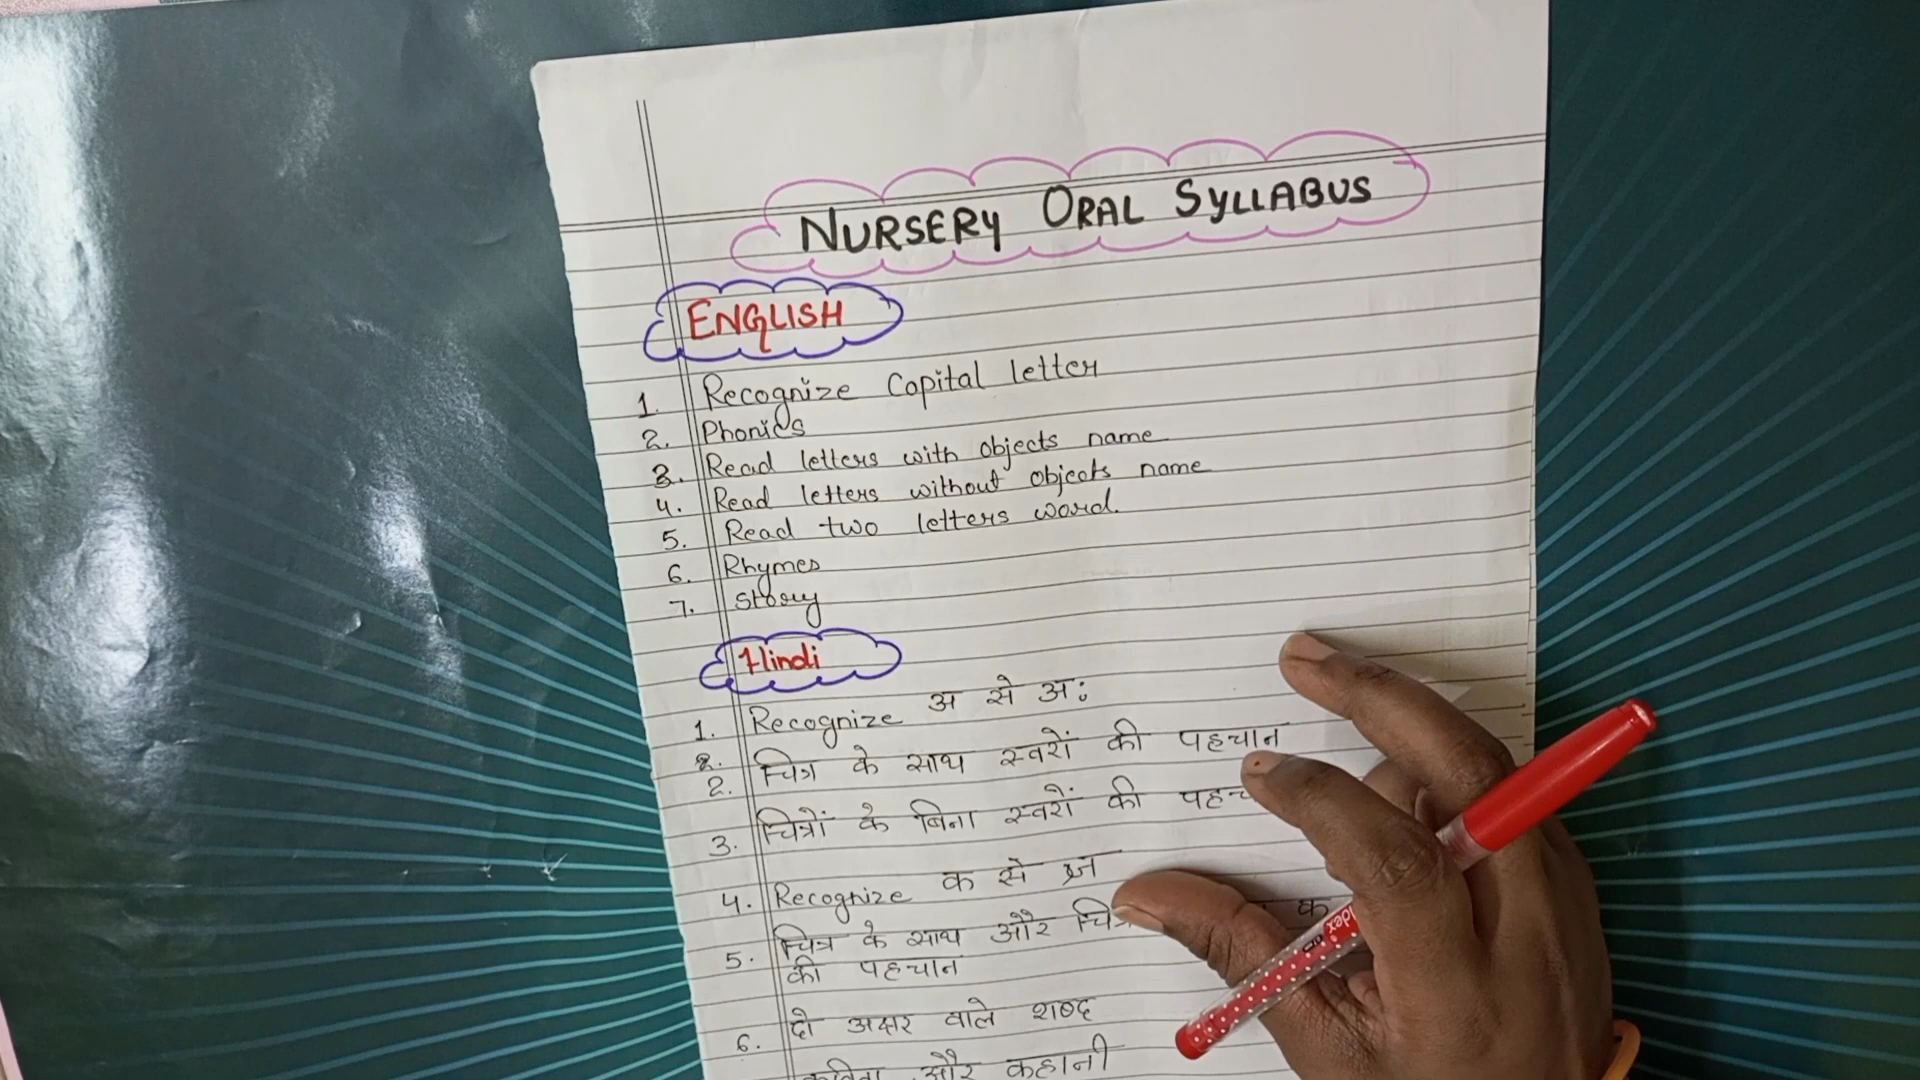 NURSERY ORAL SYLLABUS
ENGLISH
1. Recognize Capital letter
2. Phonics
3. Read letters with objects name
4. Read letters without objects name
5. Read two letters word.
6. Rhymes
7. Story
Hindi
1. Recognize अ से अः
2. चित्र के साथ स्वरों की पहचान
3. चित्रों के बिना स्वरों की
4. Recognize क से ज्ञ
5. चित्र के साथ और
की पहचान
6. दो अक्षर वाले शब्द
कविता और कहानी